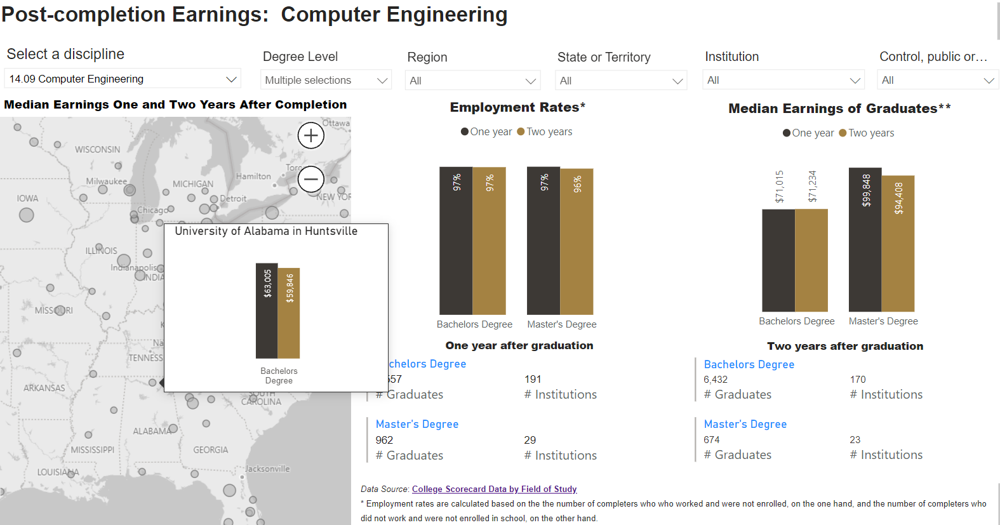 Post-completion Earnings:  Computer Engineering
Select a discipline
Degree Level
Region
State or Territory
Institution
Control, public or...
14.09 Computer Engineering
Multiple selections
All
All
All
All
Median Earnings One and Two Years After Completion
Ottawa
WISCONSIN
Toro
Hamilton
Milwaukee
MICHIGAN
NEW YOR
IOWA
Detroit
Chicago
ILLINOIS
Indianapolis
INDIA
MISSOURI
K
Na
TENNESS
ARKANSAS
SOUTH
CAROLINA
ALABAMA
MISSISSIPPI
GEORGIA
LOUISIANA
Jacksonville
University of Alabama in Huntsville
$63,005
$59,846
Bachelors
Degree
Employment Rates*
One year
Two years
97%
97%
97%
96%
Bachelors Degree
Master's Degree
Median Earnings of Graduates**
One year
Two years
$71,015
$71,234
$99,848
$94,408
Bachelors Degree
Master's Degree
One year after graduation
chelors Degree
557
191
# Graduates
# Institutions
Master's Degree
962
29
# Graduates
# Institutions
Two years after graduation
Bachelors Degree
6,432
170
# Graduates
# Institutions
Master's Degree
674
23
# Graduates
# Institutions
Data Source: College Scorecard Data by Field of Study
* Employment rates are calculated based on the the number of completers who who worked and were not enrolled, on the one hand, and the number of completers who
did not work and were not enrolled in school, on the other hand.